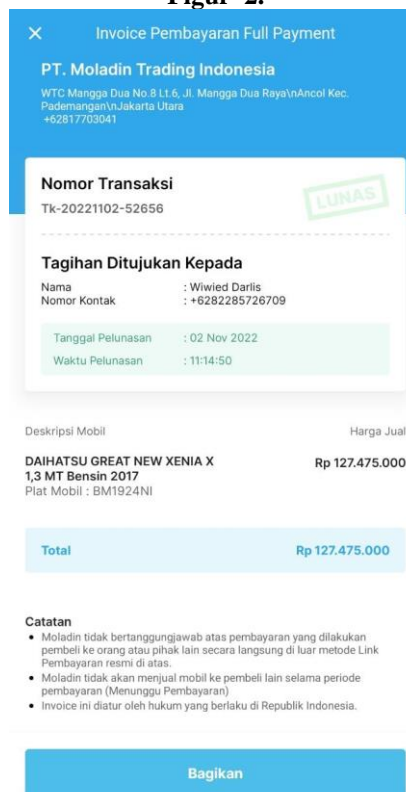 Figur 2.
Invoice Pembayaran Full Payment
PT. Moladin Trading Indonesia
WTC Mangga Dua No.8 Lt.6, Jl. Mangga Dua Raya\nAncol Kec.
Pademangan\nJakarta Utara
+62817703041
Nomor Transaksi
Tk-20221102-52656
LUNAS
Tagihan Ditujukan Kepada
Nama : Wiwied Darlis
Nomor Kontak : +6282285726709
Tanggal Pelunasan : 02 Nov 2022
Waktu Pelunasan : 11:14:50
Deskripsi Mobil Harga Jual
DAIHATSU GREAT NEW XENIA X Rp 127.475.000
1,3 MT Bensin 2017
Plat Mobil : BM1924NI
Total Rp 127.475.000
Catatan
• Moladin tidak bertanggungjawab atas pembayaran yang dilakukan
pembeli ke orang atau pihak lain secara langsung di luar metode Link
Pembayaran resmi di atas.
• Moladin tidak akan menjual mobil ke pembeli lain selama periode
pembayaran (Menunggu Pembayaran)
• Invoice ini diatur oleh hukum yang berlaku di Republik Indonesia.
Bagikan